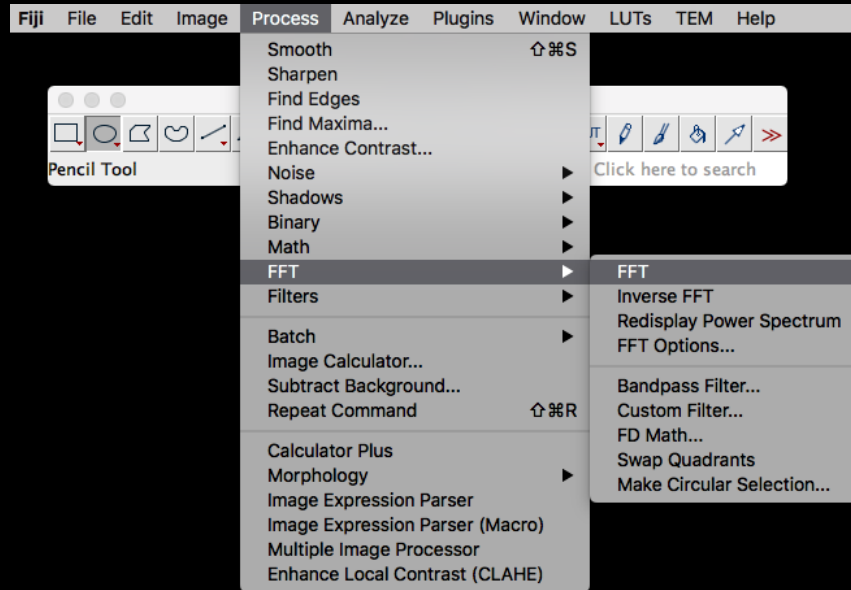 Fiji File Edit Image Process Analyze Plugins Window LUTs TEM Help
Smooth ⇧⌘S
Sharpen
Find Edges
Find Maxima...
Enhance Contrast...
Noise
Shadows
Binary
Math
FFT
Filters
Batch
Image Calculator...
Subtract Background...
Repeat Command ⇧⌘R
Calculator Plus
Morphology
Image Expression Parser
Image Expression Parser (Macro)
Multiple Image Processor
Enhance Local Contrast (CLAHE)
FFT
Inverse FFT
Redisplay Power Spectrum
FFT Options...
Bandpass Filter...
Custom Filter...
FD Math...
Swap Quadrants
Make Circular Selection...
Pencil Tool
Click here to search